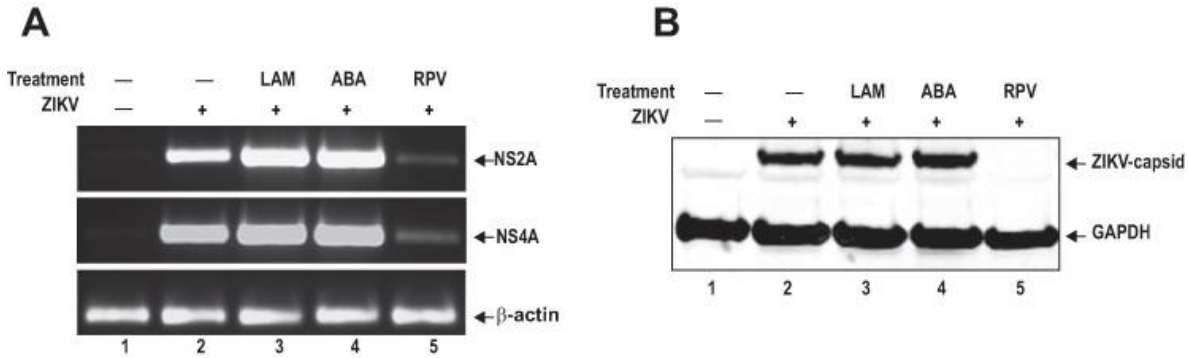 A
Treatment — — LAM ABA RPV
ZIKV — + + + +
←NS2A
←NS4A
←β-actin
1 2 3 4 5
B
Treatment — — LAM ABA RPV
ZIKV — + + + +
←ZIKV-capsid
←GAPDH
1 2 3 4 5